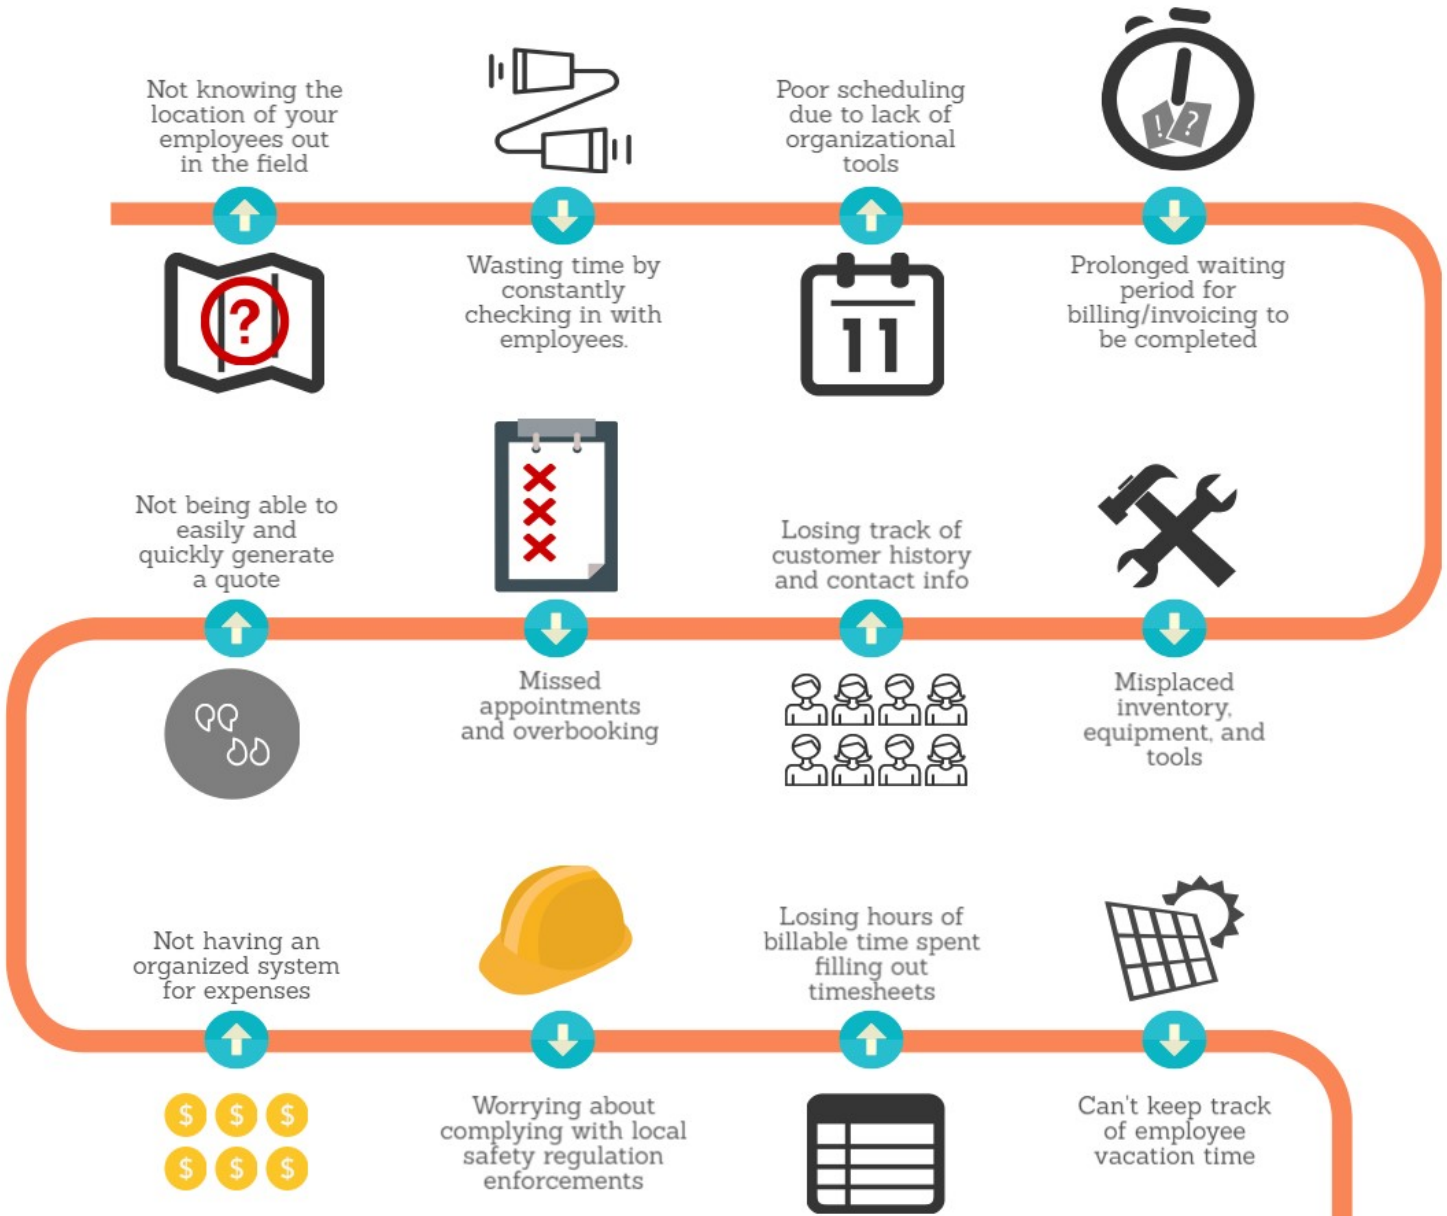 Not knowing the
location of your
employees out
in the field
Wasting time by
constantly
checking in with
employees.
Poor scheduling
due to lack of
organizational
tools
Prolonged waiting
period for
billing/invoicing to
be completed
!
?
?
11
Misplaced
inventory,
equipment, and
tools
Losing track of
customer history
and contact info
Missed
appointments
and overbooking
Not being able to
easily and
quickly generate
a quote
Not having an
organized system
for expenses
$ $ $
$ $ $
Worrying about
complying with local
safety regulation
enforcements
Losing hours of
billable time spent
filling out
timesheets
Can't keep track
of employee
vacation time